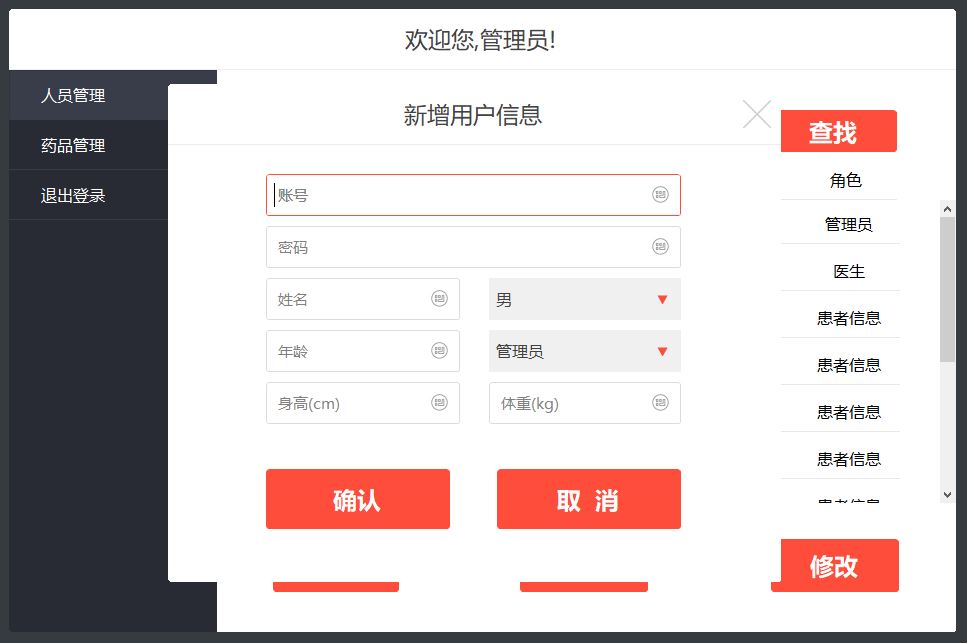 欢迎您,管理员!
人员管理
药品管理
退出登录
新增用户信息
账号
密码
姓名
男
年龄
管理员
身高(cm)
体重(kg)
确认
取 消
查找
角色
管理员
医生
患者信息
患者信息
患者信息
患者信息
修改